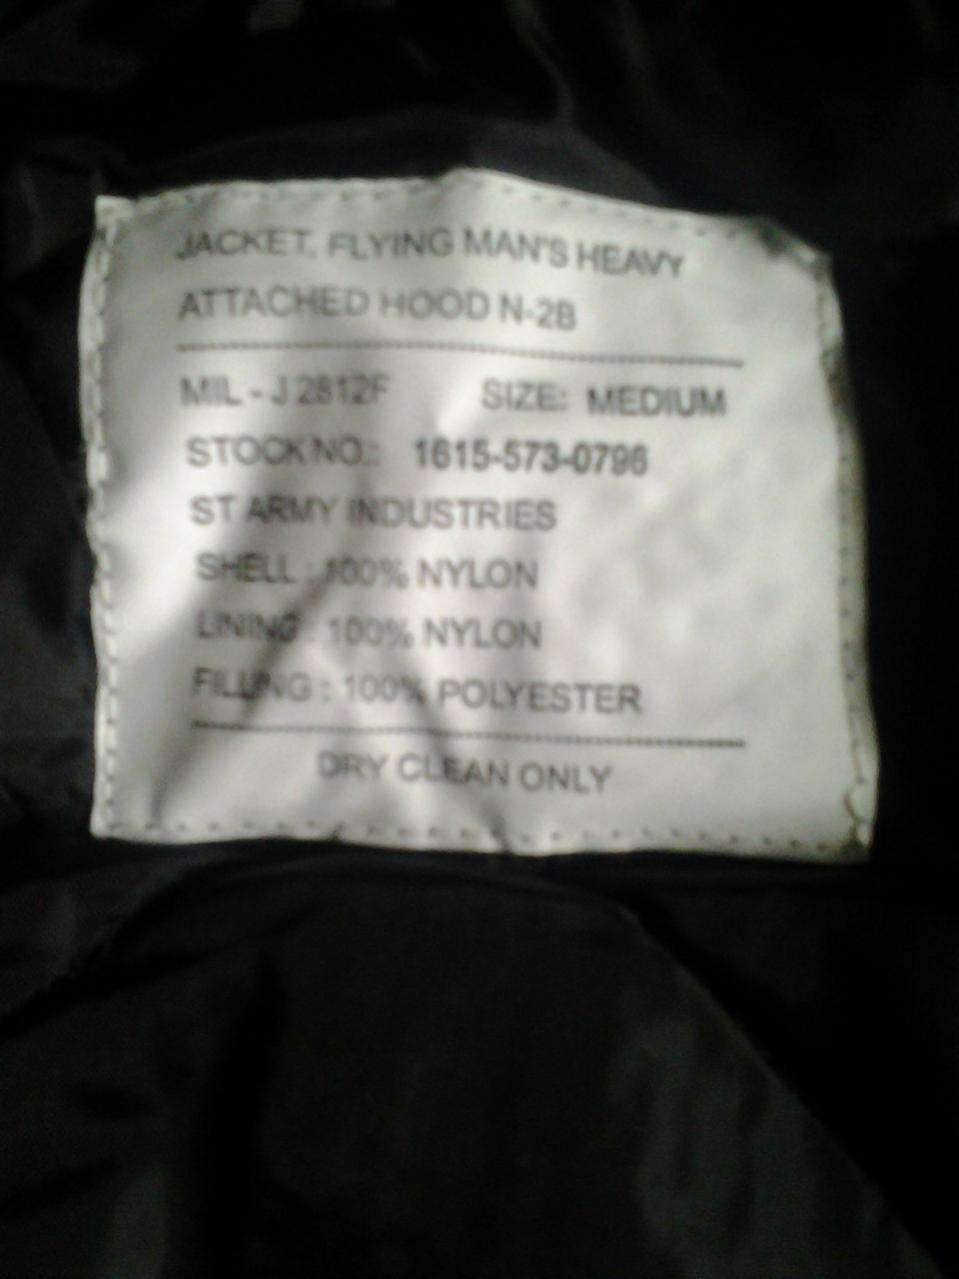 JACKET, FLYING MAN'S HEAVY
ATTACHED HOOD N-2B
MIL - J 2812F SIZE: MEDIUM
STOCK NO.: 1615-573-0796
ST ARMY INDUSTRIES
SHELL : 100% NYLON
LINING : 100% NYLON
FILLING : 100% POLYESTER
DRY CLEAN ONLY